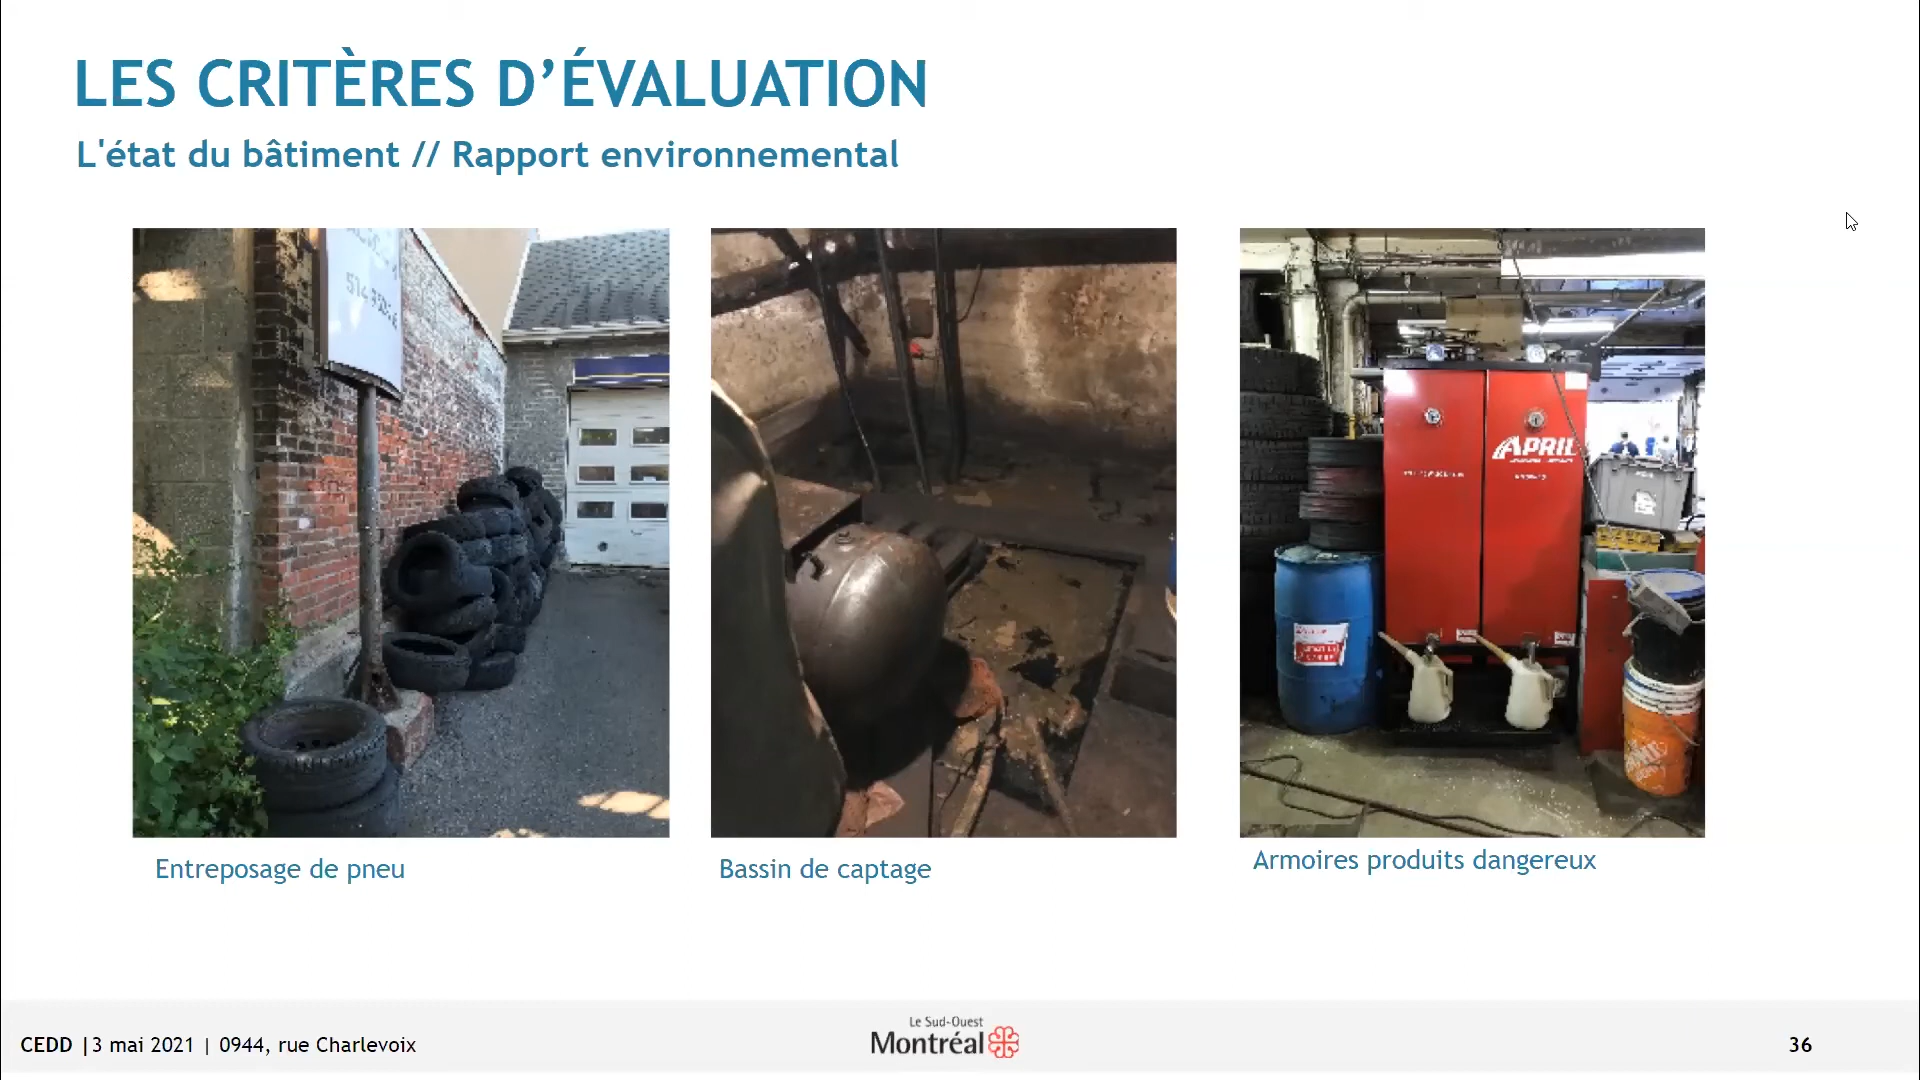 LES CRITÈRES D’ÉVALUATION
L'état du bâtiment // Rapport environnemental
APRIL
Entreposage de pneu
Bassin de captage
Armoires produits dangereux
CEDD |3 mai 2021 | 0944, rue Charlevoix
Le Sud-Ouest
Montréal
36